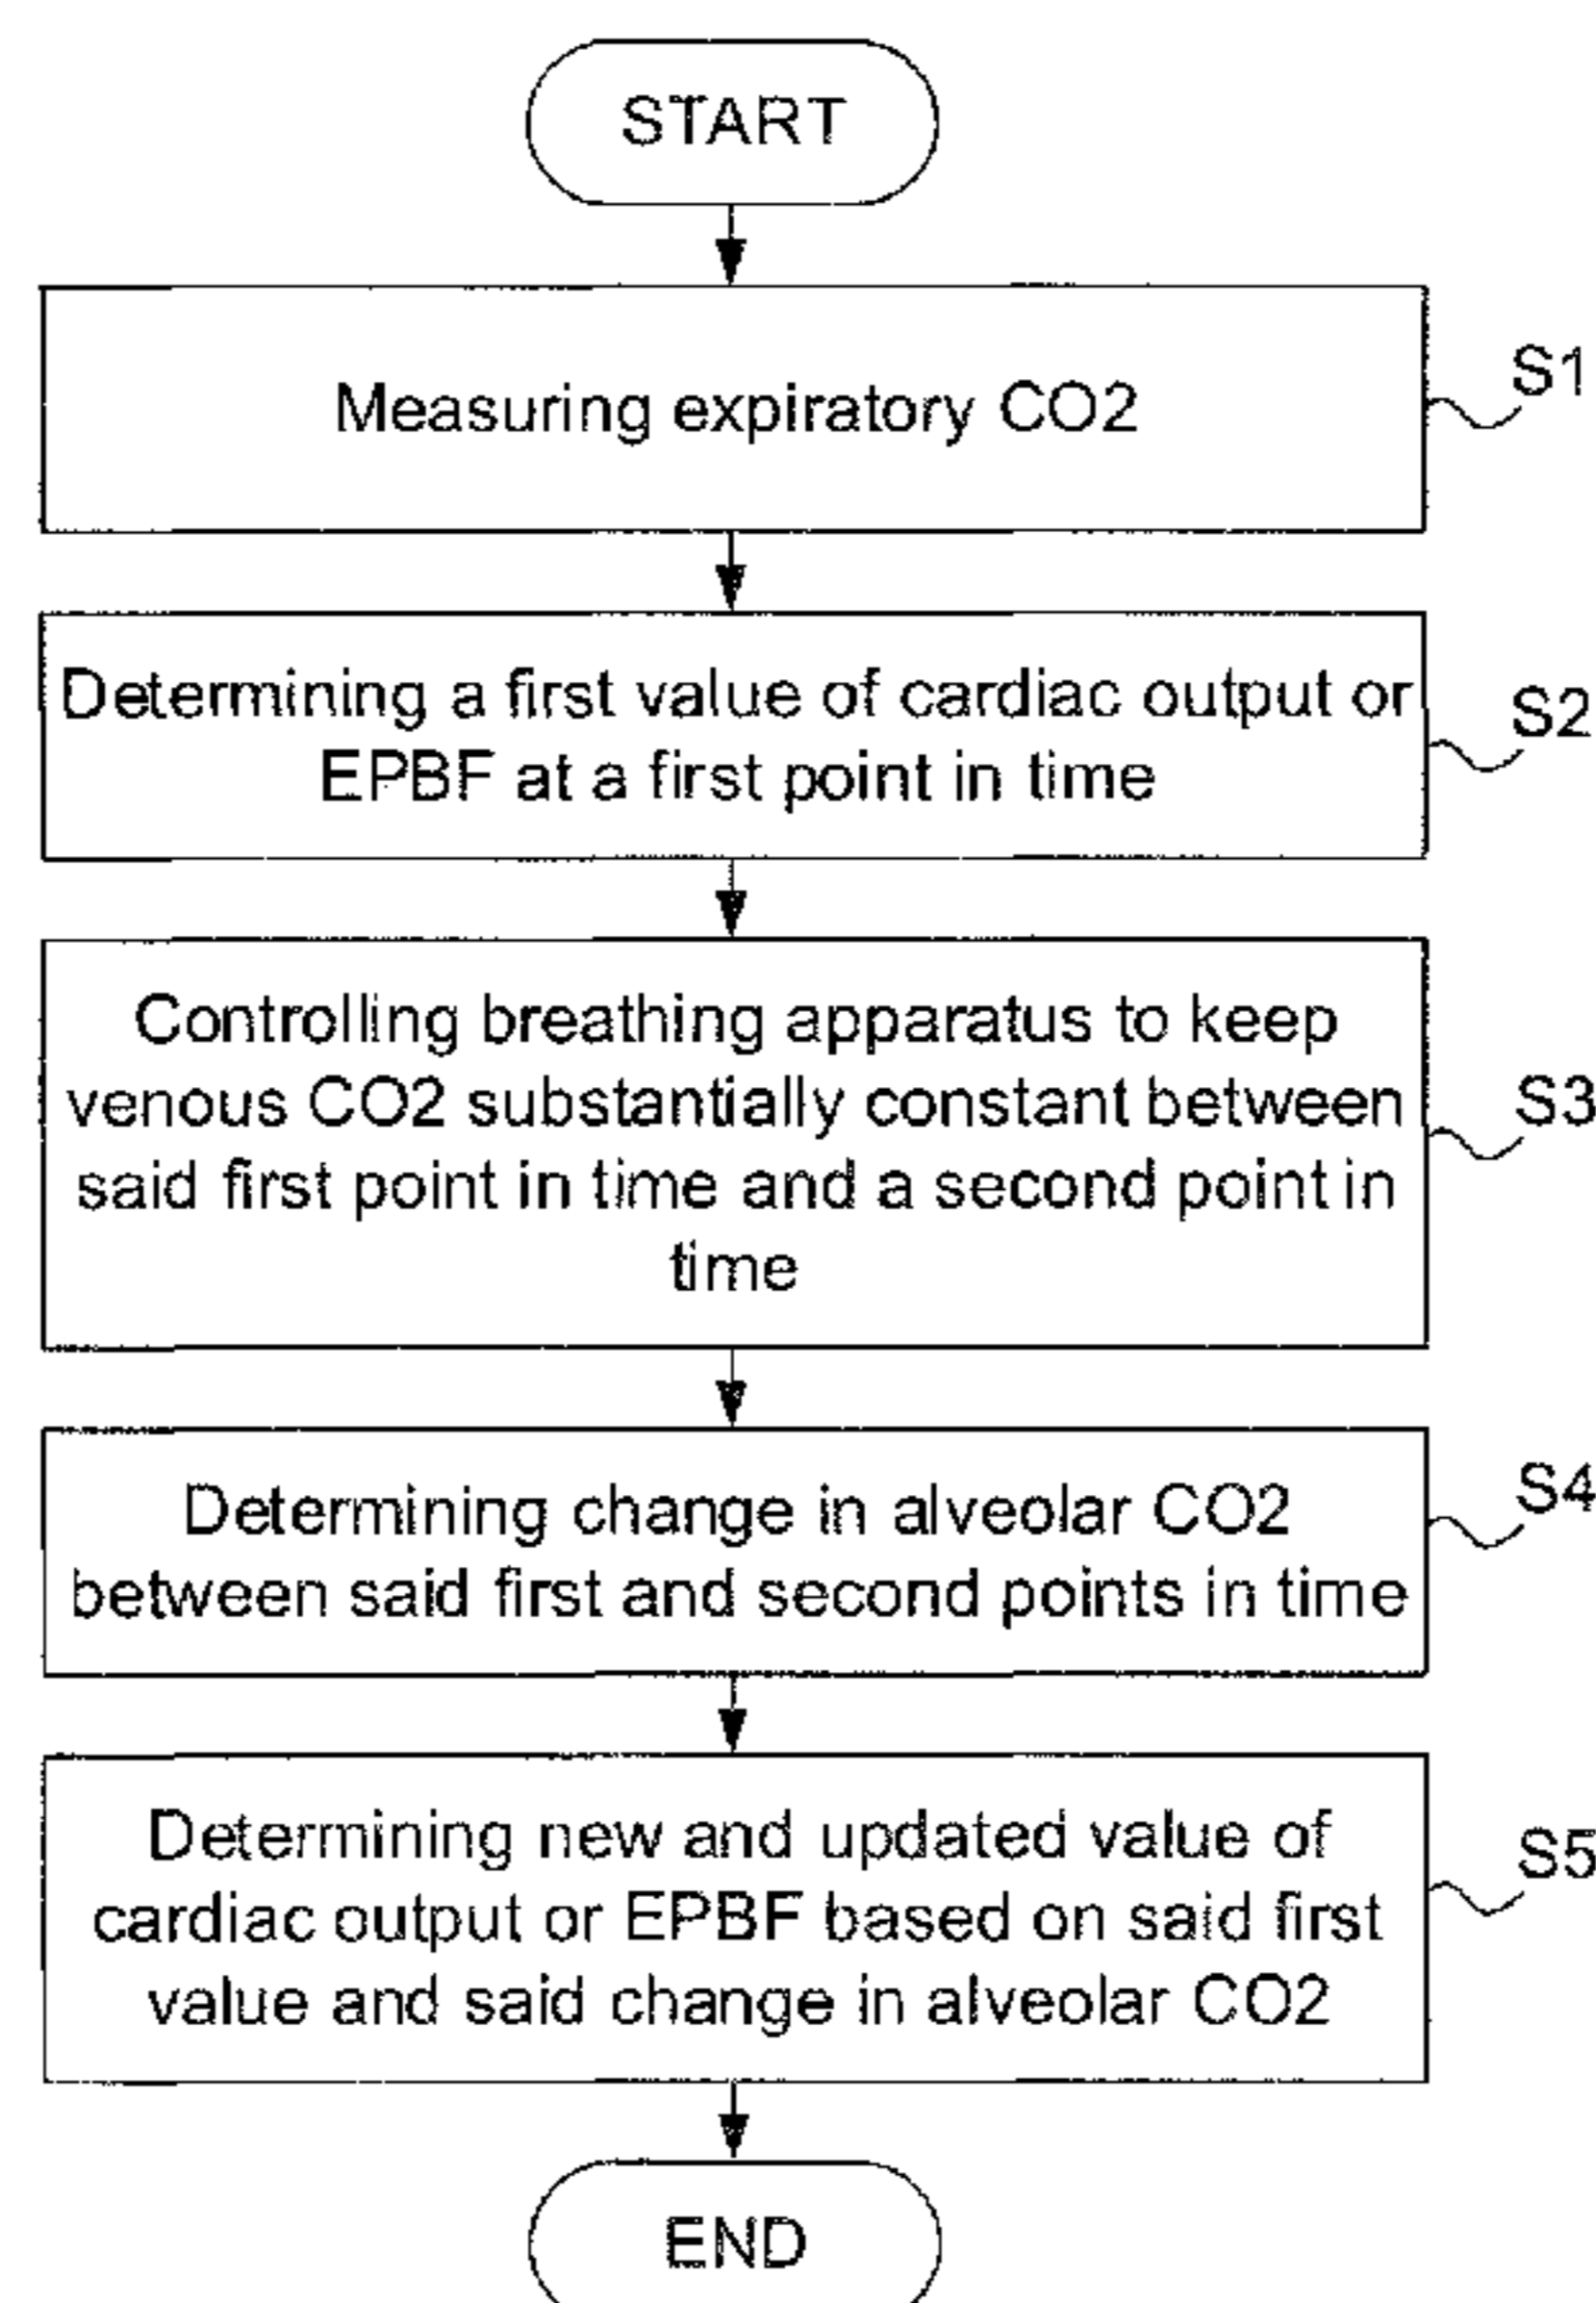 START
Measuring expiratory CO2
S1
Determining a first value of cardiac output or
EPBF at a first point in time
S2
Controlling breathing apparatus to keep
venous CO2 substantially constant between
said first point in time and a second point in
time
S3
Determining change in alveolar CO2
between said first and second points in time
S4
Determining new and updated value of
cardiac output or EPBF based on said first
value and said change in alveolar CO2
S5
END